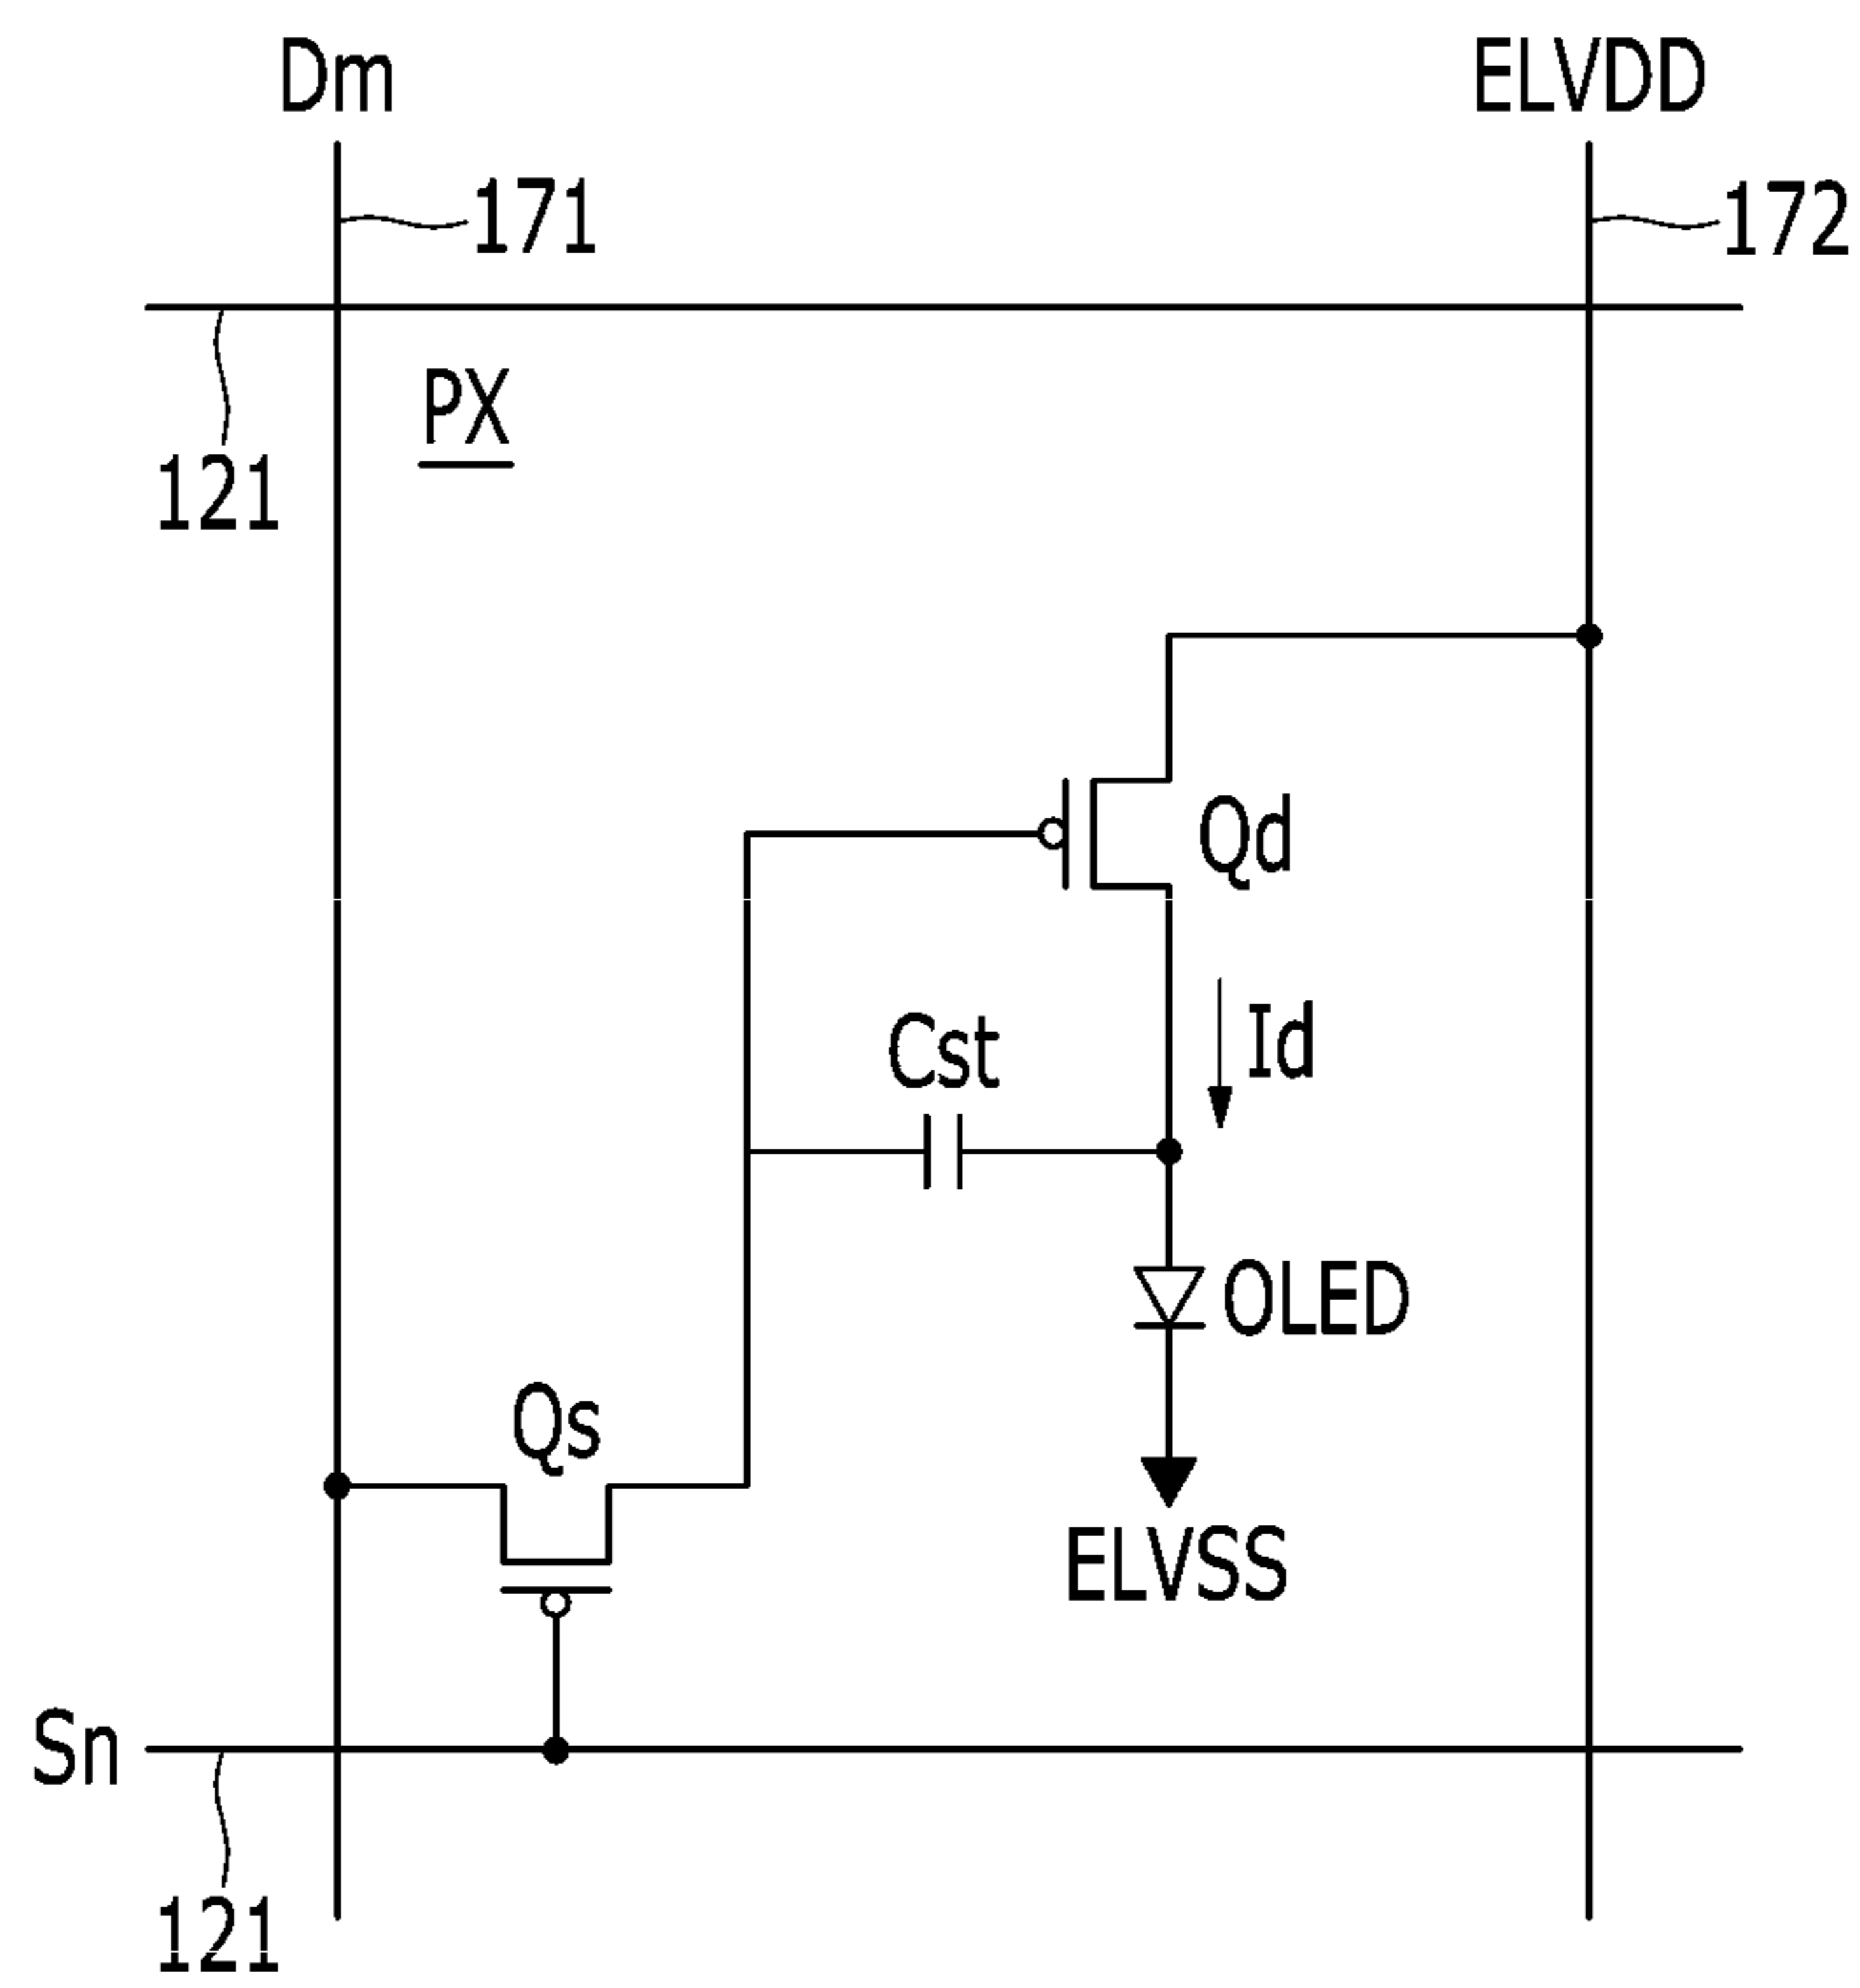 Dm
ELVDD
171
172
PX
121
Qd
Cst
Id
OLED
Qs
ELVSS
Sn
121